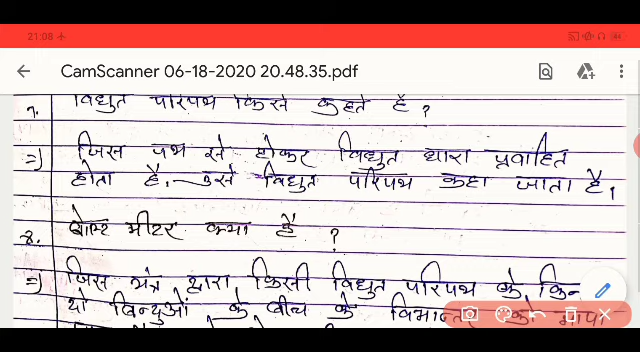 21:08
CamScanner 06-18-2020 20.48.35.pdf
7. विद्युत परिपथ किसे कहते हैं ?
=) जिस पथ से होकर विद्युत धारा प्रवाहित
होता है, उसे विद्युत परिपथ कहा जाता है,
8. वोल्ट मीटर क्या है ?
=) जिस यंत्र द्वारा किसी विद्युत परिपथ के किन
दो बिन्दुओं के बीच के विभान्तर को मापा